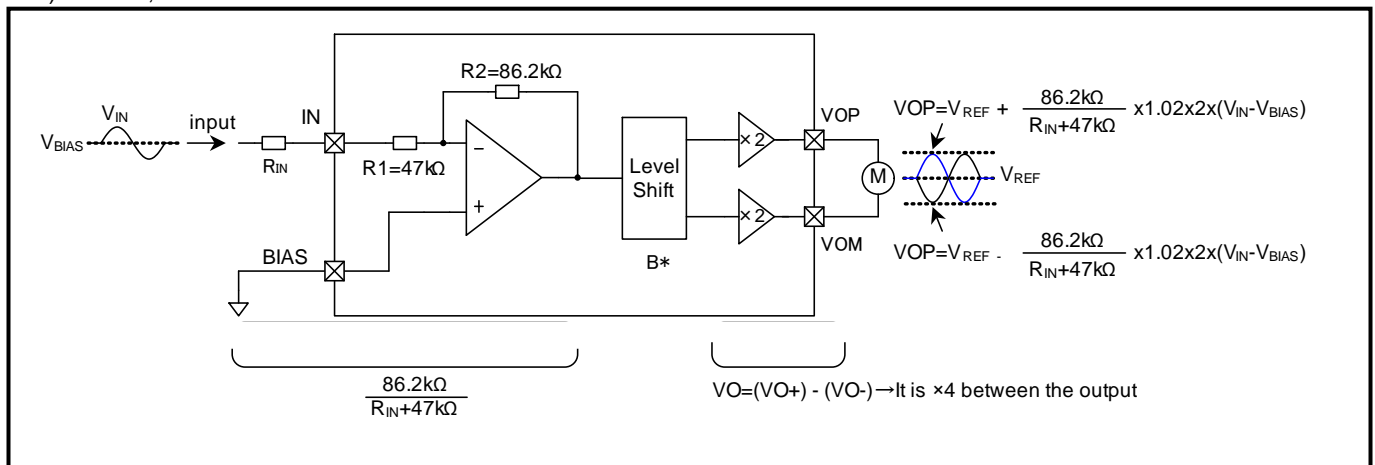 R2=86.2kΩ
VIN
VBIAS
input
RIN
IN
R1=47kΩ
−
+
BIAS
Level
Shift
B*
×2
×2
VOP
VOM
M
VOP=VREF + 86.2kΩ / RIN+47kΩ x1.02x2x(VIN-VBIAS)
VREF
VOP=VREF - 86.2kΩ / RIN+47kΩ x1.02x2x(VIN-VBIAS)
86.2kΩ
RIN+47kΩ
VO=(VO+) - (VO-)→It is ×4 between the output